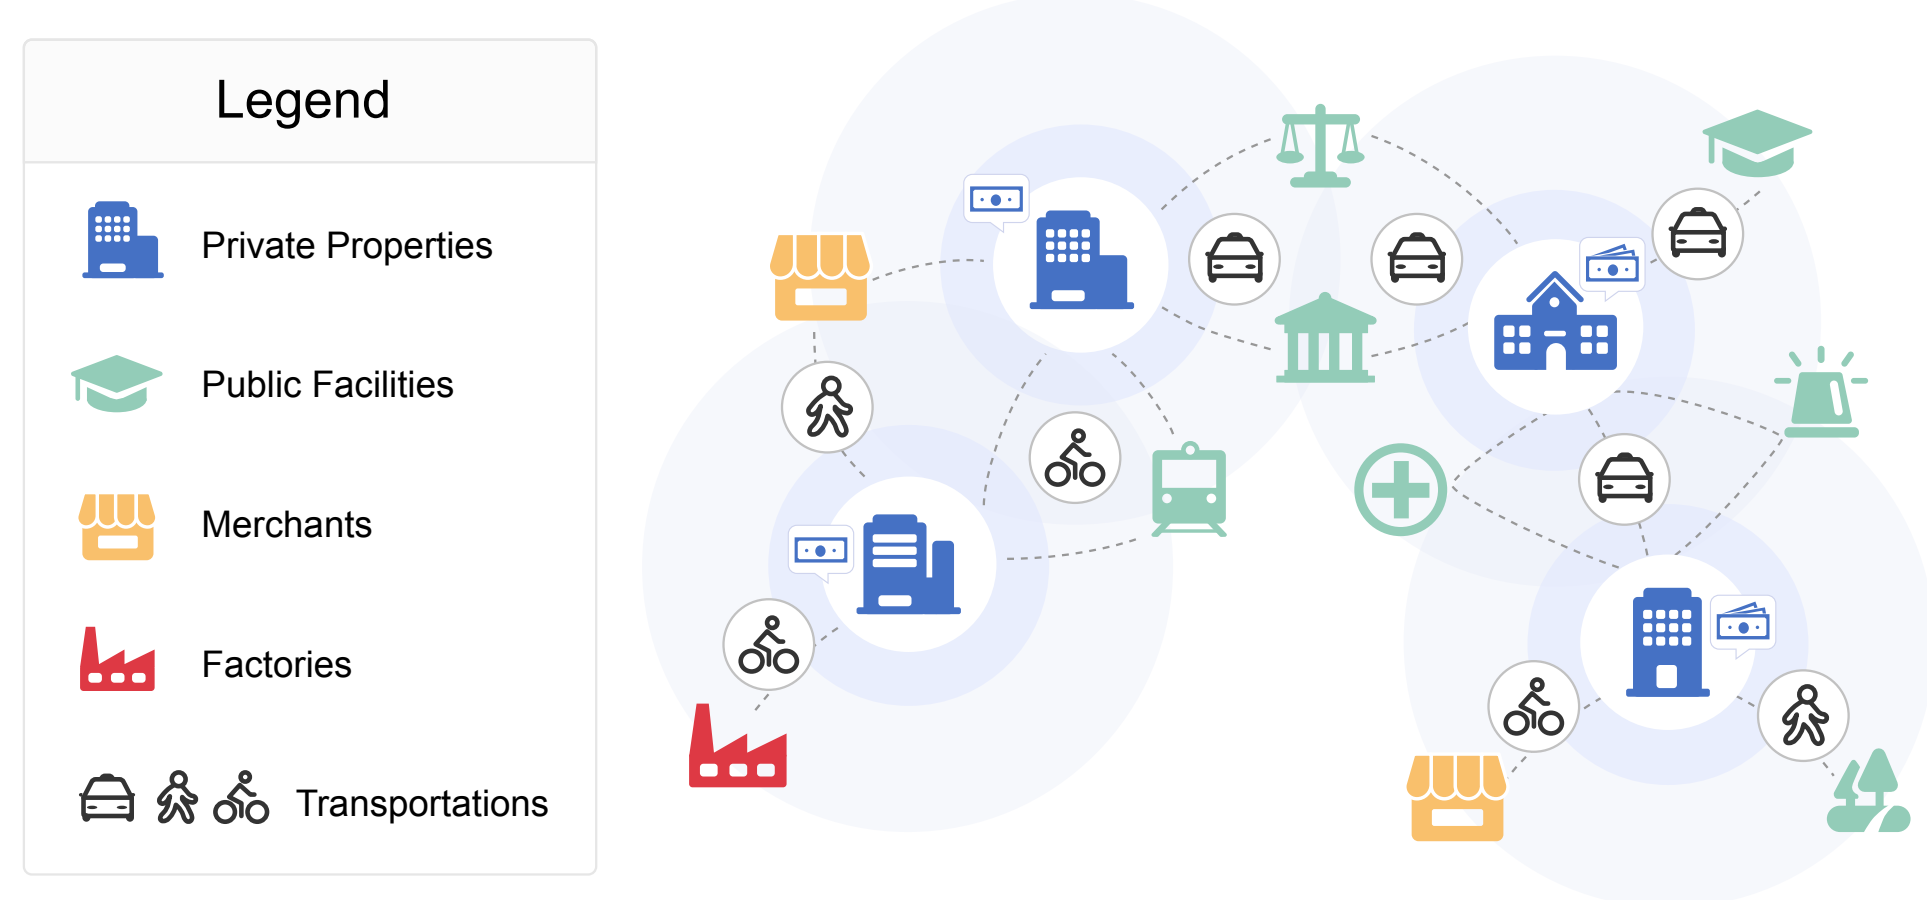 Legend
Private Properties
Public Facilities
Merchants
Factories
Transportations